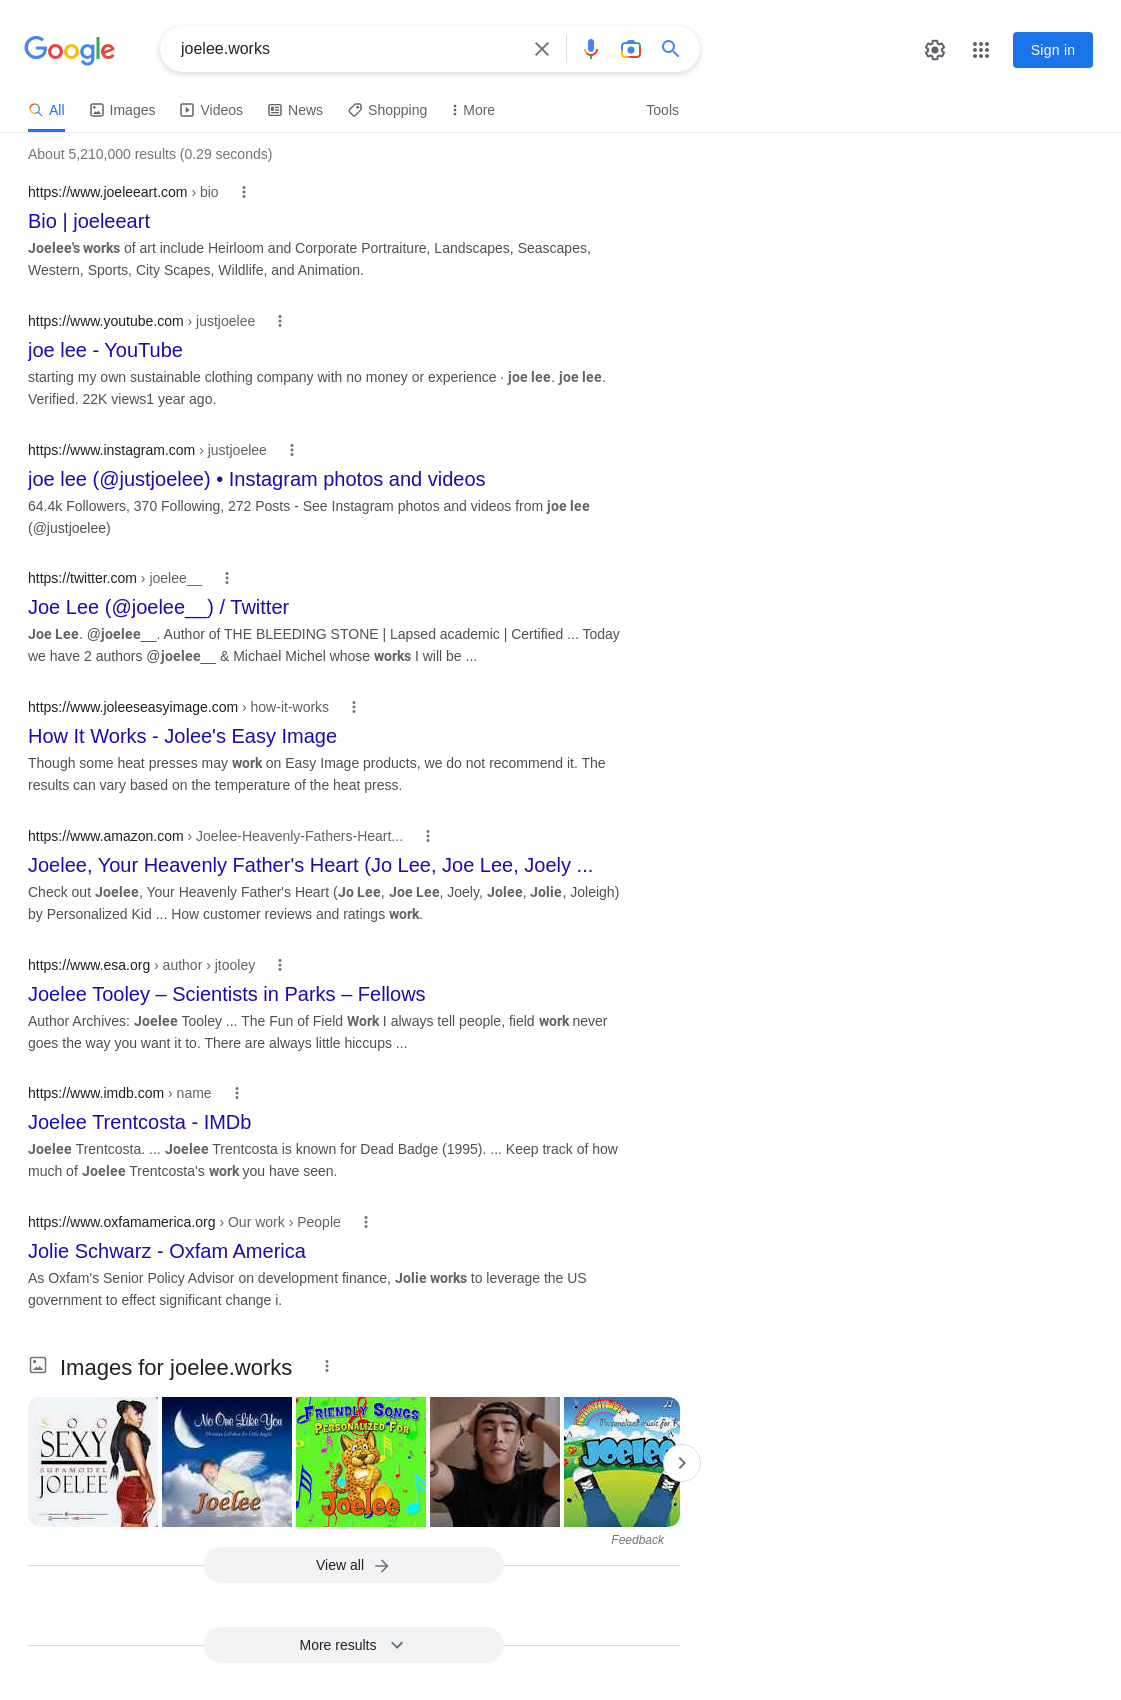 Google
joelee.works
Sign in
All
Images
Videos
News
Shopping
More
Tools
About 5,210,000 results (0.29 seconds)
https://www.joeleeart.com › bio
Bio | joeleeart
Joelee's works of art include Heirloom and Corporate Portraiture, Landscapes, Seascapes,
Western, Sports, City Scapes, Wildlife, and Animation.
https://www.youtube.com › justjoelee
joe lee - YouTube
starting my own sustainable clothing company with no money or experience · joe lee. joe lee.
Verified. 22K views1 year ago.
https://www.instagram.com › justjoelee
joe lee (@justjoelee) • Instagram photos and videos
64.4k Followers, 370 Following, 272 Posts - See Instagram photos and videos from joe lee
(@justjoelee)
https://twitter.com › joelee__
Joe Lee (@joelee__) / Twitter
Joe Lee. @joelee__. Author of THE BLEEDING STONE | Lapsed academic | Certified ... Today
we have 2 authors @joelee__ & Michael Michel whose works I will be ...
https://www.joleeseasyimage.com › how-it-works
How It Works - Jolee's Easy Image
Though some heat presses may work on Easy Image products, we do not recommend it. The
results can vary based on the temperature of the heat press.
https://www.amazon.com › Joelee-Heavenly-Fathers-Heart...
Joelee, Your Heavenly Father's Heart (Jo Lee, Joe Lee, Joely ...
Check out Joelee, Your Heavenly Father's Heart (Jo Lee, Joe Lee, Joely, Jolee, Jolie, Joleigh)
by Personalized Kid ... How customer reviews and ratings work.
https://www.esa.org › author › jtooley
Joelee Tooley – Scientists in Parks – Fellows
Author Archives: Joelee Tooley ... The Fun of Field Work I always tell people, field work never
goes the way you want it to. There are always little hiccups ...
https://www.imdb.com › name
Joelee Trentcosta - IMDb
Joelee Trentcosta. ... Joelee Trentcosta is known for Dead Badge (1995). ... Keep track of how
much of Joelee Trentcosta's work you have seen.
https://www.oxfamamerica.org › Our work › People
Jolie Schwarz - Oxfam America
As Oxfam's Senior Policy Advisor on development finance, Jolie works to leverage the US
government to effect significant change i.
Images for joelee.works
SOO
SEXY
SUPAMODEL
JOELEE
No One Like You
Christian Lullabies for Little Angels
Joelee
FRIENDLY SONGS
PERSONALIZED FOR
Joelee
Personalized music for
JOELEE
Feedback
View all
More results